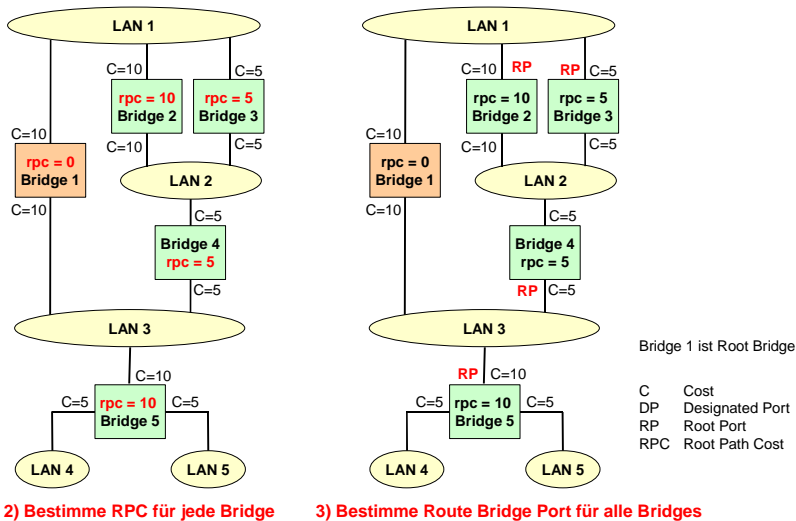 LAN 1
C=10
C=5
rpc = 10
Bridge 2
rpc = 5
Bridge 3
C=10
C=10
C=5
rpc = 0
Bridge 1
LAN 2
C=10
C=5
Bridge 4
rpc = 5
C=5
LAN 3
C=10
C=5
rpc = 10
Bridge 5
C=5
LAN 4
LAN 5
2) Bestimme RPC für jede Bridge
LAN 1
C=10
RP
RP
C=5
rpc = 10
Bridge 2
rpc = 5
Bridge 3
C=10
C=10
C=5
rpc = 0
Bridge 1
LAN 2
C=10
C=5
Bridge 4
rpc = 5
RP
C=5
LAN 3
RP
C=10
C=5
rpc = 10
Bridge 5
C=5
LAN 4
LAN 5
3) Bestimme Route Bridge Port für alle Bridges
Bridge 1 ist Root Bridge
C Cost
DP Designated Port
RP Root Port
RPC Root Path Cost